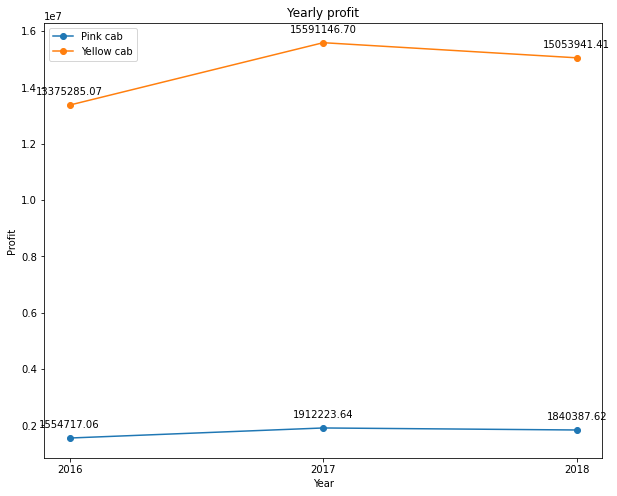 Yearly profit
1e7
Pink cab
Yellow cab
15591146.70
15053941.41
13375285.07
1912223.64
1840387.62
1554717.06
1.6
1.4
1.2
1.0
0.8
0.6
0.4
0.2
Profit
2016
2017
2018
Year